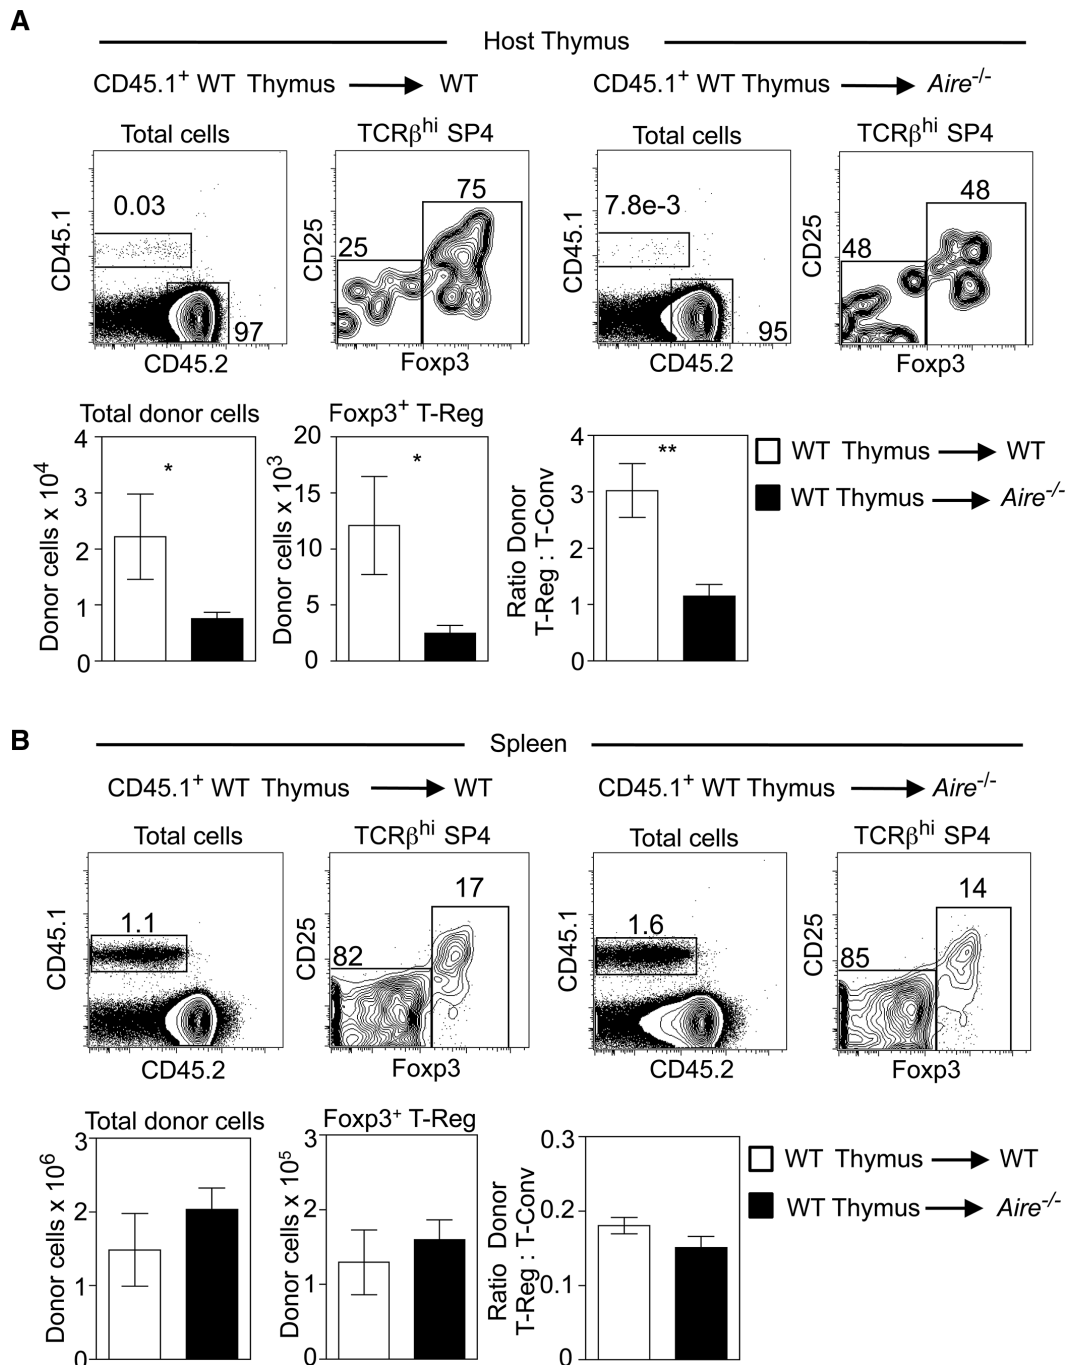 A
Host Thymus
CD45.1+ WT Thymus → WT
CD45.1+ WT Thymus → Aire-/-
Total cells
TCRβhi SP4
Total cells
TCRβhi SP4
CD45.1
0.03
97
CD45.2
CD25
75
25
Foxp3
CD45.1
7.8e-3
95
CD45.2
CD25
48
48
Foxp3
Total donor cells
Donor cells x 10⁴
4
3
2
1
0
*
Foxp3+ T-Reg
Donor cells x 10³
20
15
10
5
0
*
Ratio Donor
T-Reg : T-Conv
4
3
2
1
0
**
WT Thymus → WT
WT Thymus → Aire-/-
B
Spleen
CD45.1+ WT Thymus → WT
CD45.1+ WT Thymus → Aire-/-
Total cells
TCRβhi SP4
Total cells
TCRβhi SP4
CD45.1
1.1
CD45.2
CD25
17
82
Foxp3
CD45.1
1.6
CD45.2
CD25
14
85
Foxp3
Total donor cells
Donor cells x 10⁶
3
2
1
0
Foxp3+ T-Reg
Donor cells x 10⁵
3
2
1
0
Ratio Donor
T-Reg : T-Conv
0.3
0.2
0.1
0
WT Thymus → WT
WT Thymus → Aire-/-